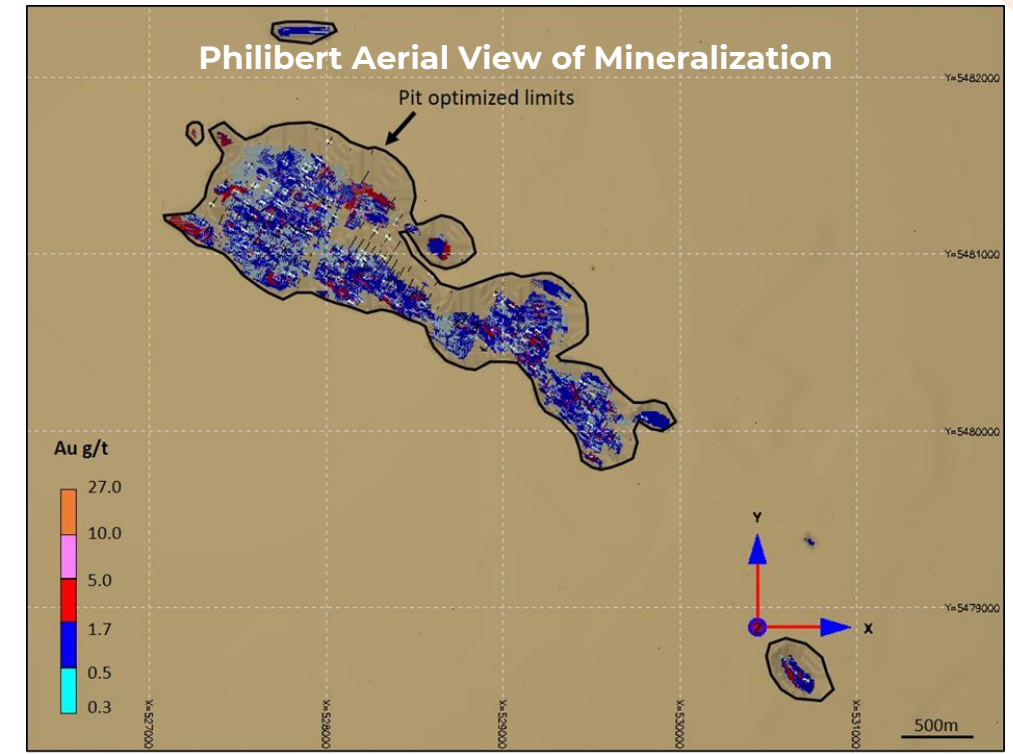 Philibert Aerial View of Mineralization
Y=5482000
Pit optimized limits
Y=5481000
Y=5480000
Au g/t
27.0
10.0
5.0
1.7
0.5
0.3
Y
Y=5479000
Z
X
X=527000
X=528000
X=529000
X=530000
X=531000
500m